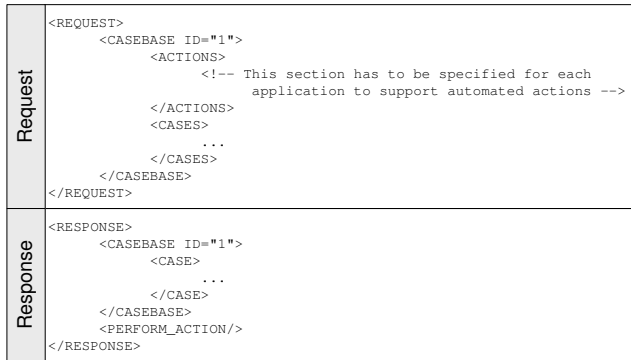 Request
<REQUEST>
<CASEBASE ID="1">
<ACTIONS>
<!-- This section has to be specified for each
application to support automated actions -->
</ACTIONS>
<CASES>
...
</CASES>
</CASEBASE>
</REQUEST>
Response
<RESPONSE>
<CASEBASE ID="1">
<CASE>
...
</CASE>
</CASEBASE>
<PERFORM_ACTION/>
</RESPONSE>